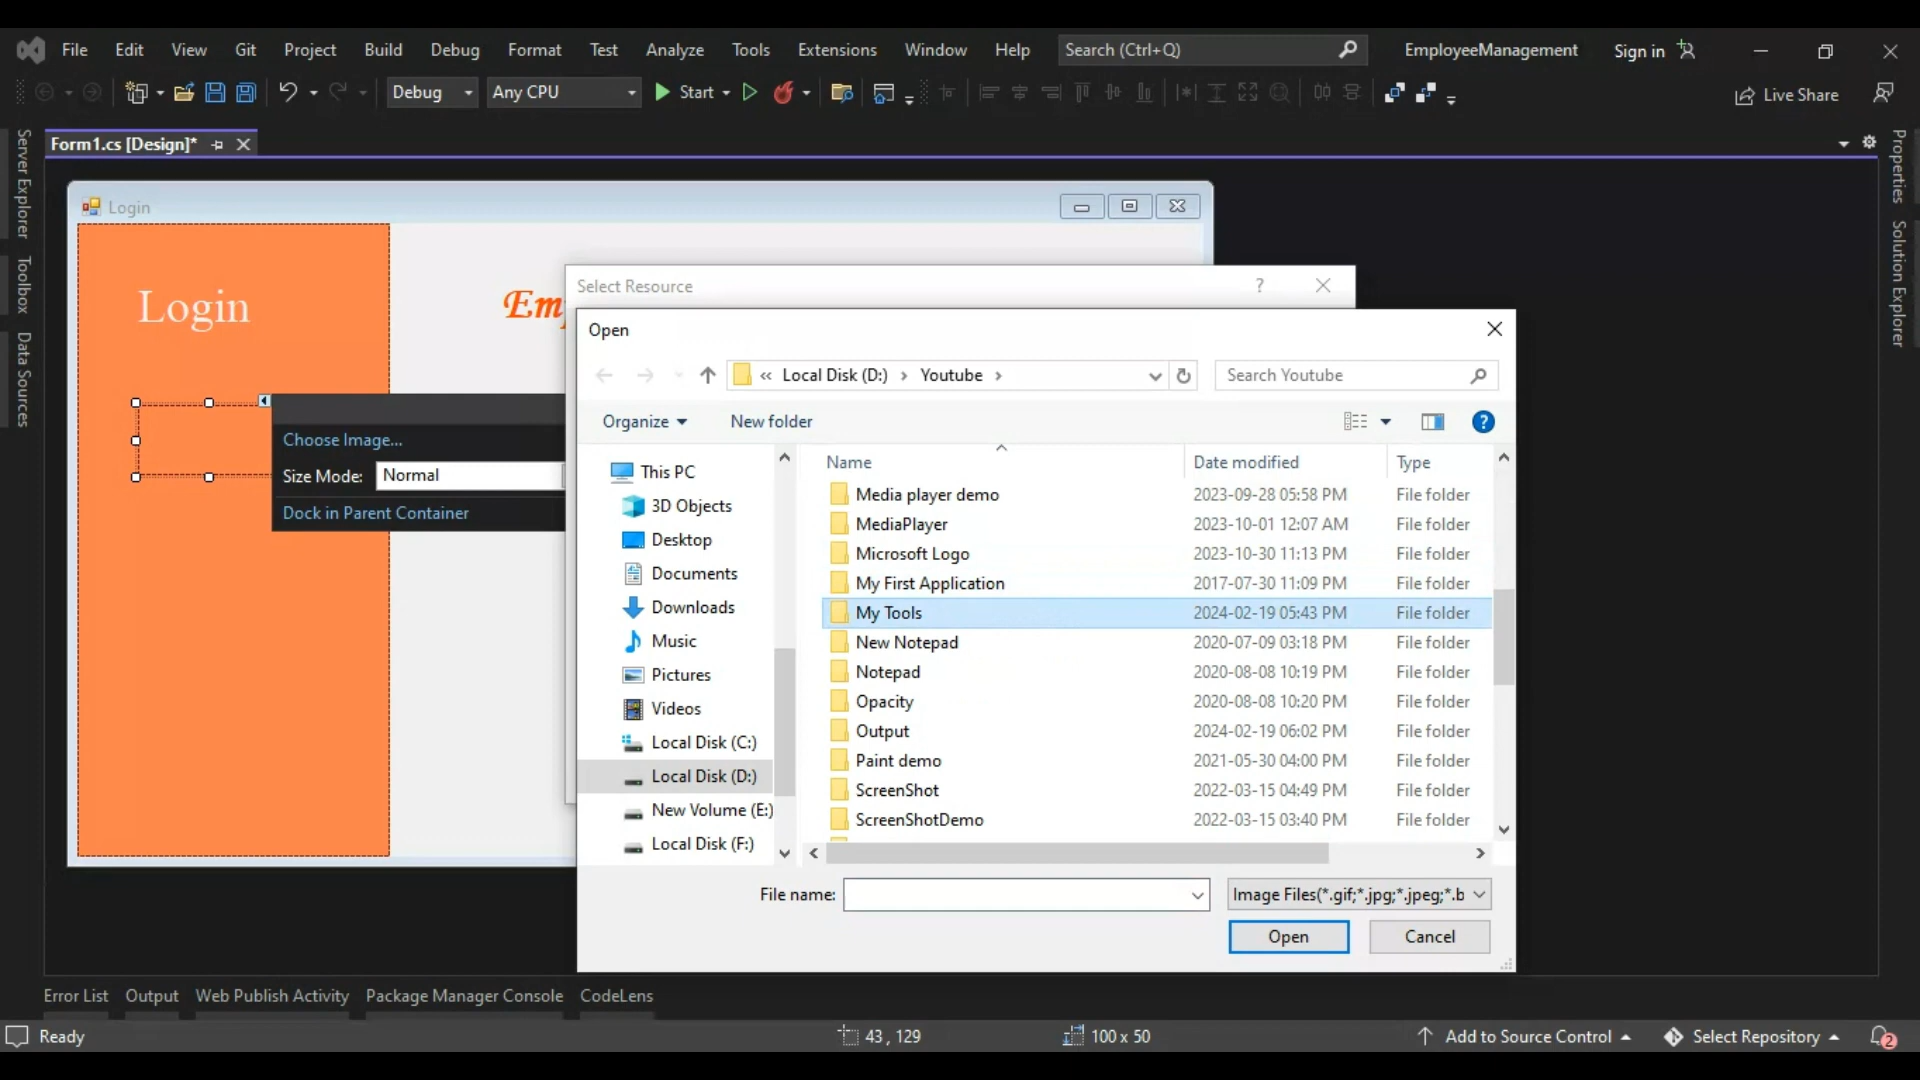 File Edit View Git Project Build Debug Format Test Analyze Tools Extensions Window Help Search (Ctrl+Q) EmployeeManagement Sign in
Debug Any CPU Start Live Share
Form1.cs [Design]*
Server Explorer
Toolbox
Data Sources
Properties
Solution Explorer
Login
Login
Emp
Choose Image...
Size Mode: Normal
Dock in Parent Container
Select Resource ?
Open
« Local Disk (D:) › Youtube › Search Youtube
Organize New folder ?
This PC
3D Objects
Desktop
Documents
Downloads
Music
Pictures
Videos
Local Disk (C:)
Local Disk (D:)
New Volume (E:)
Local Disk (F:)
Name Date modified Type
Media player demo 2023-09-28 05:58 PM File folder
MediaPlayer 2023-10-01 12:07 AM File folder
Microsoft Logo 2023-10-30 11:13 PM File folder
My First Application 2017-07-30 11:09 PM File folder
My Tools 2024-02-19 05:43 PM File folder
New Notepad 2020-07-09 03:18 PM File folder
Notepad 2020-08-08 10:19 PM File folder
Opacity 2020-08-08 10:20 PM File folder
Output 2024-02-19 06:02 PM File folder
Paint demo 2021-05-30 04:00 PM File folder
ScreenShot 2022-03-15 04:49 PM File folder
ScreenShotDemo 2022-03-15 03:40 PM File folder
File name: Image Files(*.gif;*.jpg;*.jpeg;*.b
Open Cancel
Error List Output Web Publish Activity Package Manager Console CodeLens
Ready 43 , 129 100 x 50 Add to Source Control Select Repository 2